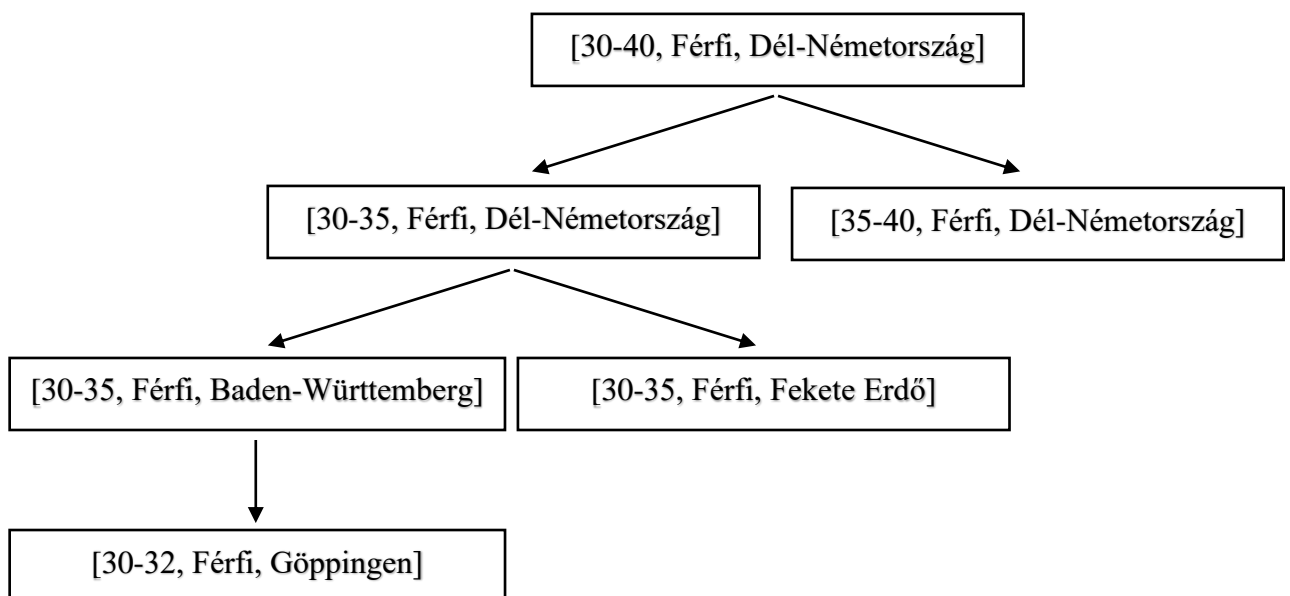 [30-40, Férfi, Dél-Németország]
[30-35, Férfi, Dél-Németország]
[35-40, Férfi, Dél-Németország]
[30-35, Férfi, Baden-Württemberg]
[30-35, Férfi, Fekete Erdő]
[30-32, Férfi, Göppingen]